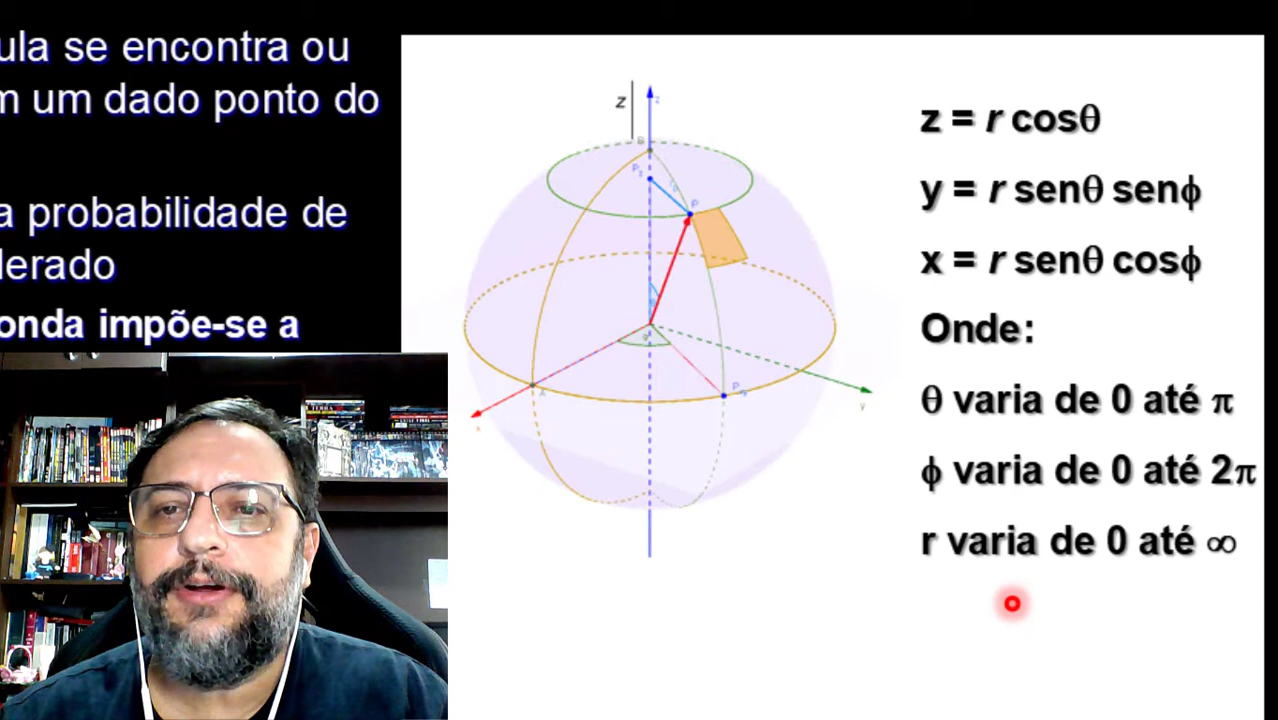 ula se encontra ou
m um dado ponto do
a probabilidade de
lerado
onda impõe-se a
z
z
P
z = r cosθ
y = r senθ senϕ
x = r senθ cosϕ
Onde:
θ varia de 0 até π
ϕ varia de 0 até 2π
r varia de 0 até ∞